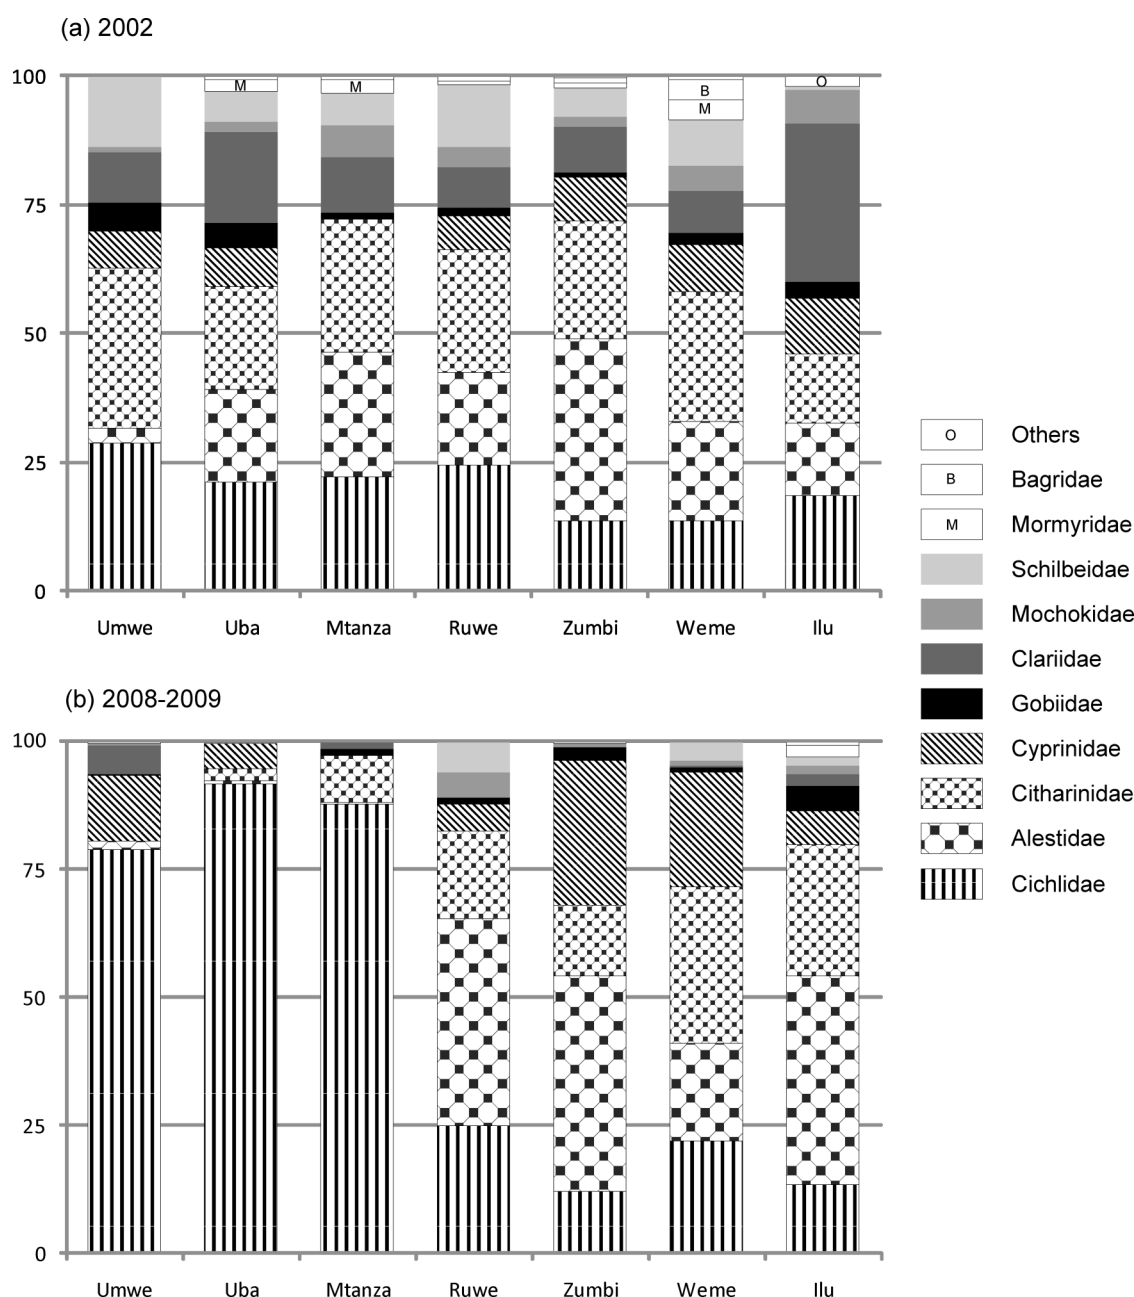 (a) 2002
100
M
M
B
M
O
75
50
25
0
Umwe Uba Mtanza Ruwe Zumbi Weme Ilu
O Others
B Bagridae
M Mormyridae
Schilbeidae
Mochokidae
Clariidae
Gobiidae
Cyprinidae
Citharinidae
Alestidae
Cichlidae
(b) 2008-2009
100
75
50
25
0
Umwe Uba Mtanza Ruwe Zumbi Weme Ilu